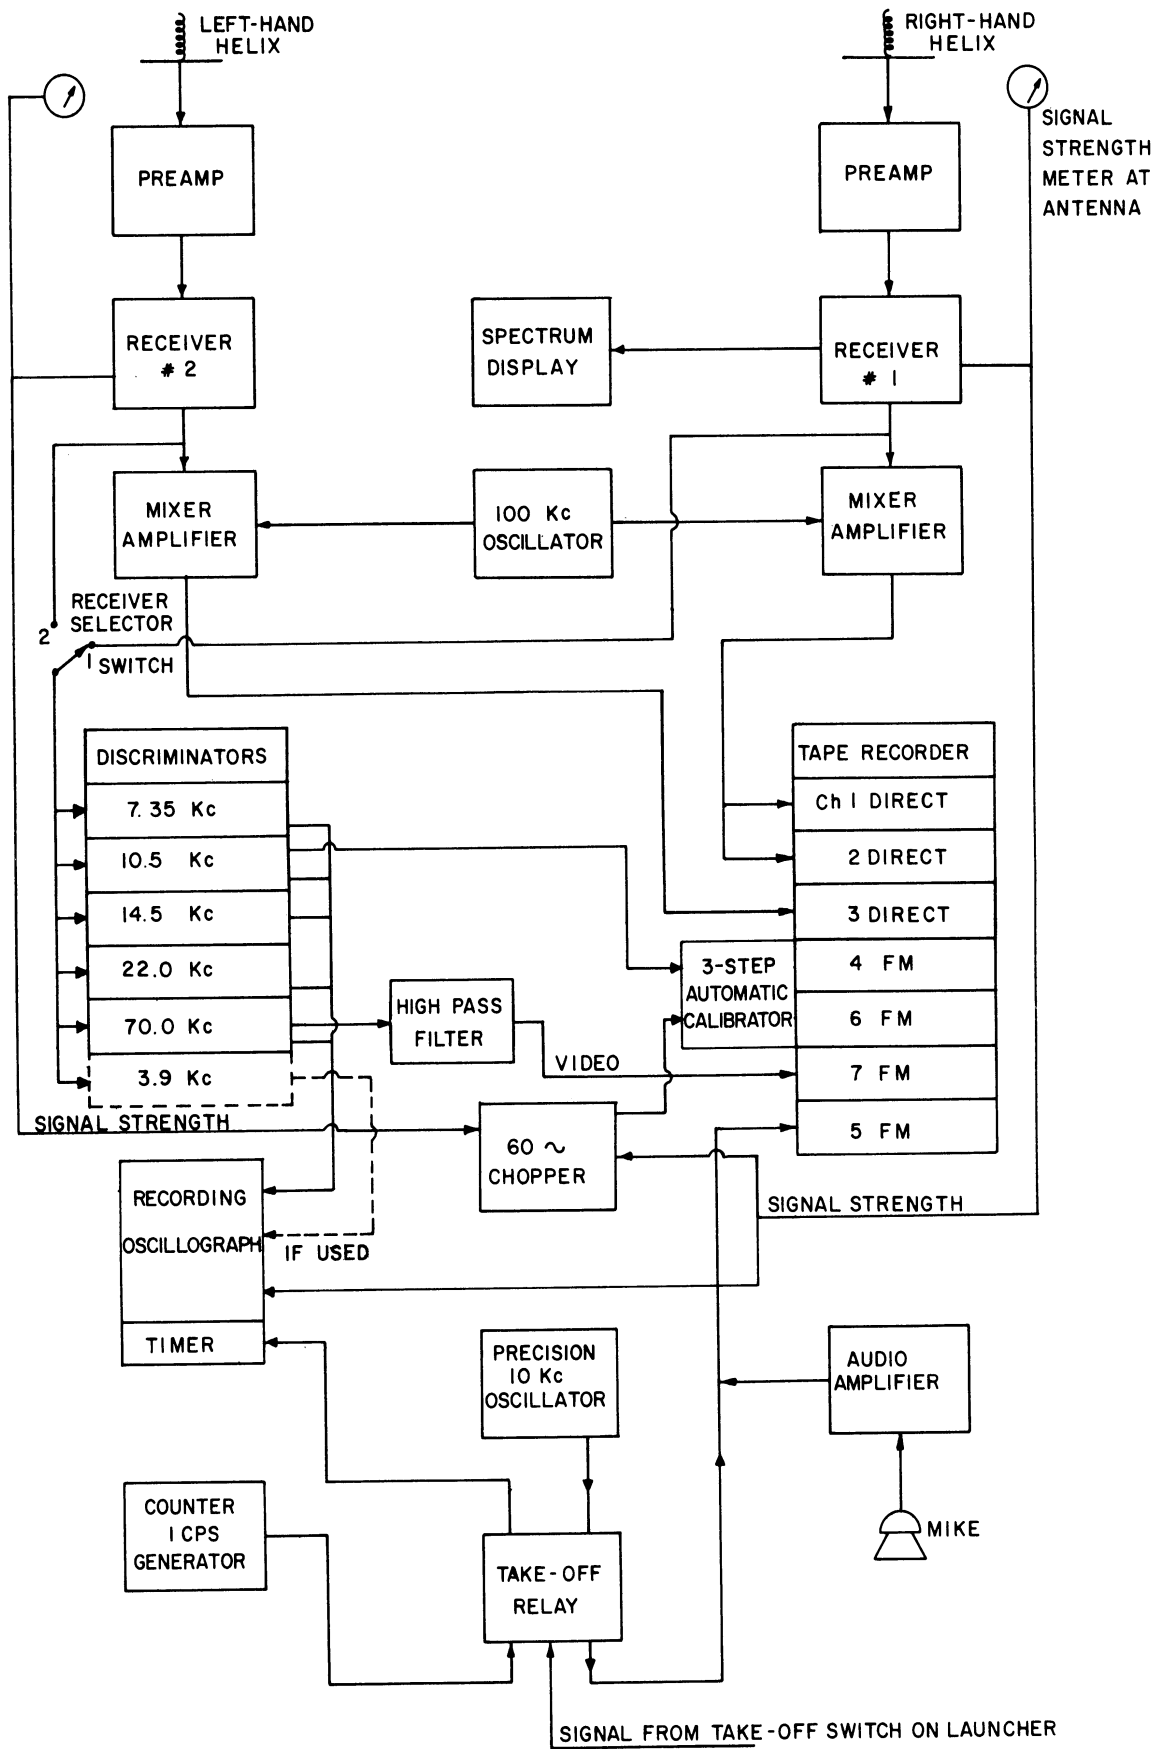 LEFT-HAND
HELIX
RIGHT-HAND
HELIX
SIGNAL
STRENGTH
METER AT
ANTENNA
PREAMP
PREAMP
RECEIVER
# 2
SPECTRUM
DISPLAY
RECEIVER
# 1
MIXER
AMPLIFIER
100 Kc
OSCILLATOR
MIXER
AMPLIFIER
RECEIVER
SELECTOR
2
1 SWITCH
DISCRIMINATORS
7.35 Kc
10.5 Kc
14.5 Kc
22.0 Kc
70.0 Kc
3.9 Kc
TAPE RECORDER
Ch 1 DIRECT
2 DIRECT
3 DIRECT
4 FM
6 FM
7 FM
5 FM
3-STEP
AUTOMATIC
CALIBRATOR
HIGH PASS
FILTER
VIDEO
SIGNAL STRENGTH
60 ~
CHOPPER
SIGNAL STRENGTH
RECORDING
OSCILLOGRAPH
IF USED
TIMER
PRECISION
10 Kc
OSCILLATOR
AUDIO
AMPLIFIER
COUNTER
1 CPS
GENERATOR
TAKE-OFF
RELAY
MIKE
SIGNAL FROM TAKE-OFF SWITCH ON LAUNCHER